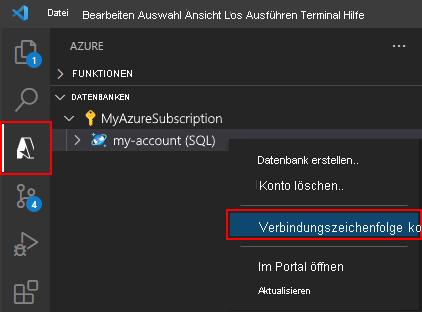 Datei Bearbeiten Auswahl Ansicht Los Ausführen Terminal Hilfe
AZURE
1
FUNKTIONEN
DATENBANKEN
MyAzureSubscription
my-account (SQL)
Datenbank erstellen..
Konto löschen..
4
Verbindungszeichenfolge ko
Im Portal öffnen
Aktualisieren